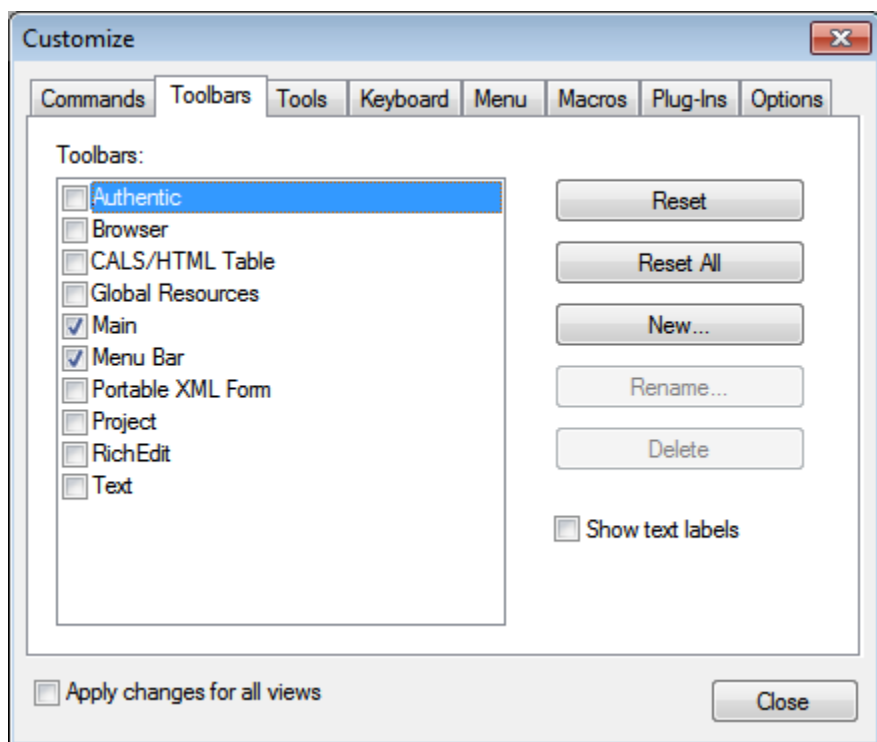 Customize
Commands Toolbars Tools Keyboard Menu Macros Plug-Ins Options
Toolbars:
Authentic
Browser
CALS/HTML Table
Global Resources
Main
Menu Bar
Portable XML Form
Project
RichEdit
Text
Reset
Reset All
New...
Rename...
Delete
Show text labels
Apply changes for all views
Close